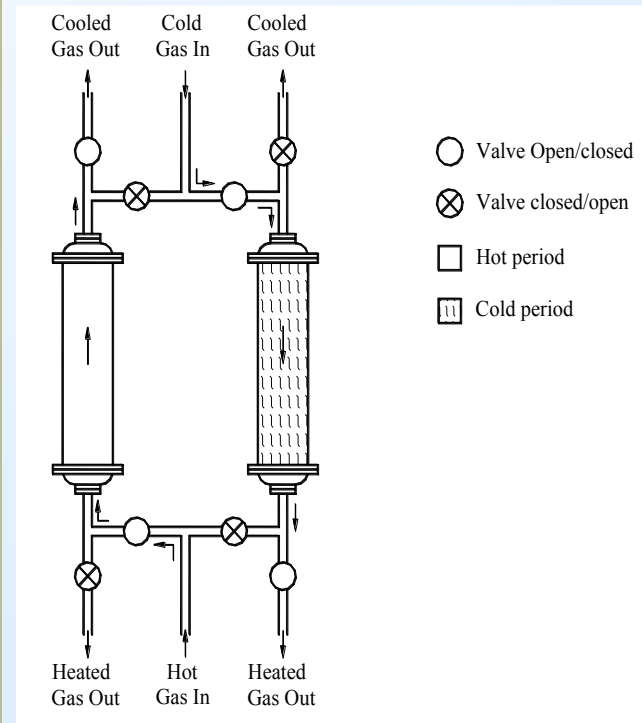 Cooled
Gas Out
Cold
Gas In
Cooled
Gas Out
Valve Open/closed
Valve closed/open
Hot period
Cold period
Heated
Gas Out
Hot
Gas In
Heated
Gas Out